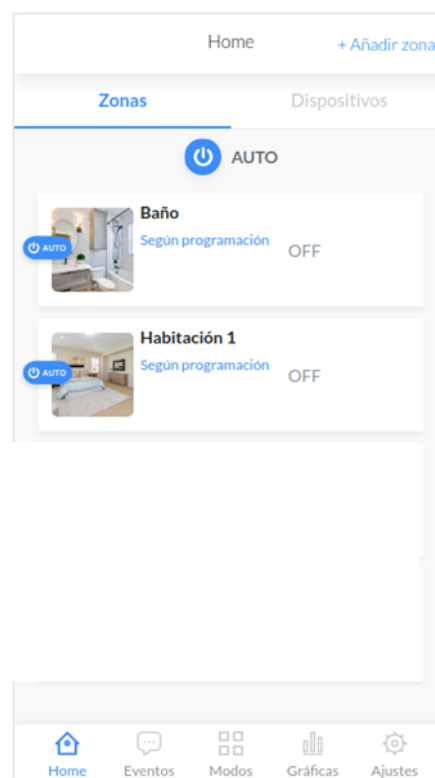 Home
+ Añadir zona
Zonas
Dispositivos
AUTO
Baño
Según programación
OFF
AUTO
Habitación 1
Según programación
OFF
AUTO
Home
Eventos
Modos
Gráficas
Ajustes